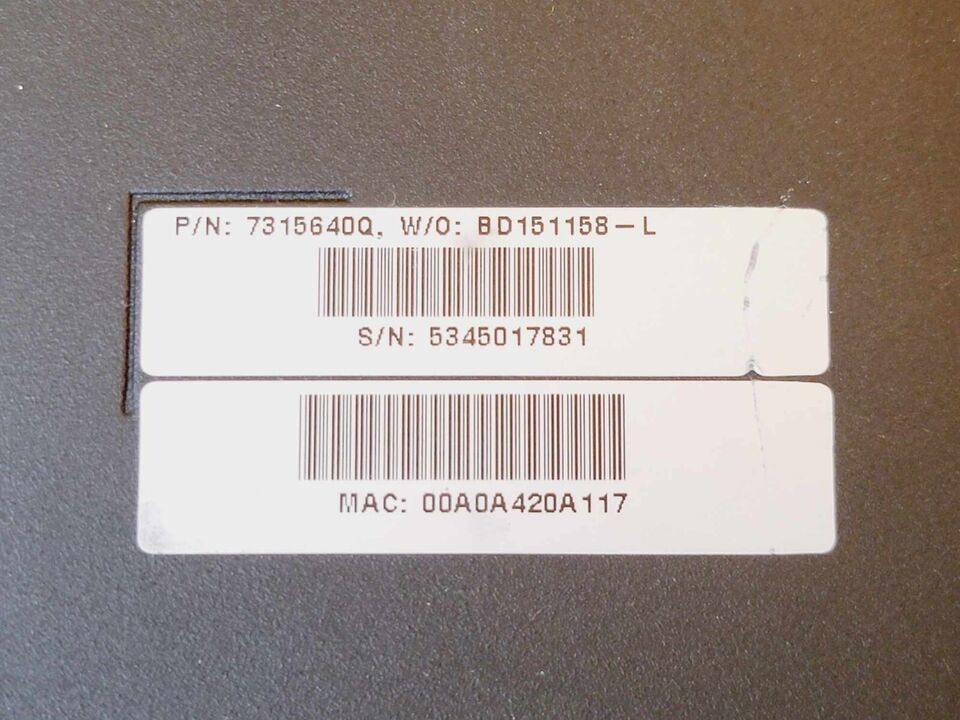 P/N: 7315640Q, W/O: BD151158-L
S/N: 5345017831
MAC: 00A0A420A117